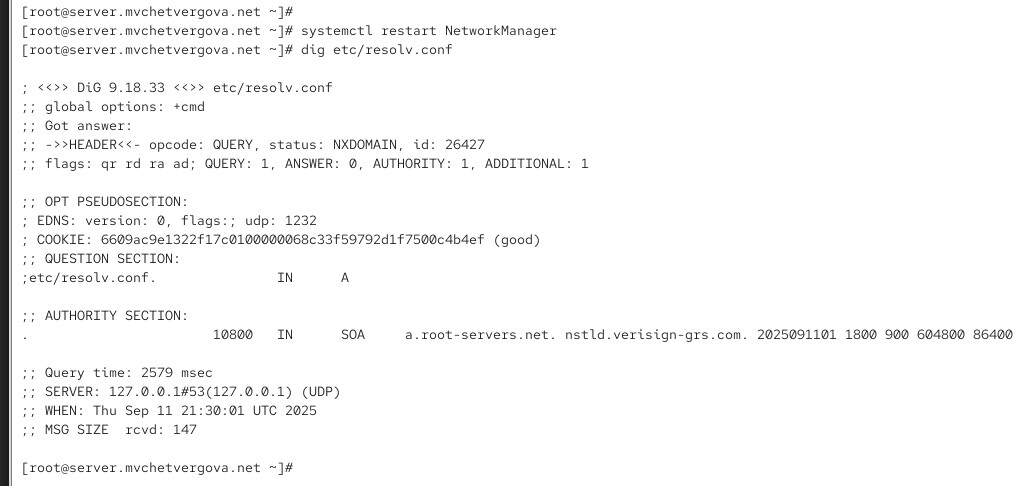 [root@server.mvchetvergova.net ~]#
[root@server.mvchetvergova.net ~]# systemctl restart NetworkManager
[root@server.mvchetvergova.net ~]# dig etc/resolv.conf
; <<>> DiG 9.18.33 <<>> etc/resolv.conf
;; global options: +cmd
;; Got answer:
;; ->>HEADER<<- opcode: QUERY, status: NXDOMAIN, id: 26427
;; flags: qr rd ra ad; QUERY: 1, ANSWER: 0, AUTHORITY: 1, ADDITIONAL: 1
;; OPT PSEUDOSECTION:
; EDNS: version: 0, flags:; udp: 1232
; COOKIE: 6609ac9e1322f17c0100000068c33f59792d1f7500c4b4ef (good)
;; QUESTION SECTION:
;etc/resolv.conf. IN A
;; AUTHORITY SECTION:
. 10800 IN SOA a.root-servers.net. nstld.verisign-grs.com. 2025091101 1800 900 604800 86400
;; Query time: 2579 msec
;; SERVER: 127.0.0.1#53(127.0.0.1) (UDP)
;; WHEN: Thu Sep 11 21:30:01 UTC 2025
;; MSG SIZE  rcvd: 147
[root@server.mvchetvergova.net ~]#